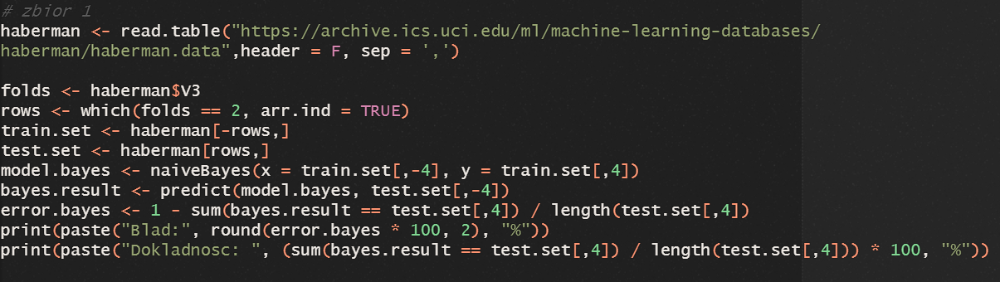 # zbior 1
haberman <- read.table("https://archive.ics.uci.edu/ml/machine-learning-databases/
haberman/haberman.data",header = F, sep = ',')
folds <- haberman$V3
rows <- which(folds == 2, arr.ind = TRUE)
train.set <- haberman[-rows,]
test.set <- haberman[rows,]
model.bayes <- naiveBayes(x = train.set[,-4], y = train.set[,4])
bayes.result <- predict(model.bayes, test.set[,-4])
error.bayes <- 1 - sum(bayes.result == test.set[,4]) / length(test.set[,4])
print(paste("Blad:", round(error.bayes * 100, 2), "%"))
print(paste("Dokladnosc: ", (sum(bayes.result == test.set[,4]) / length(test.set[,4])) * 100, "%"))